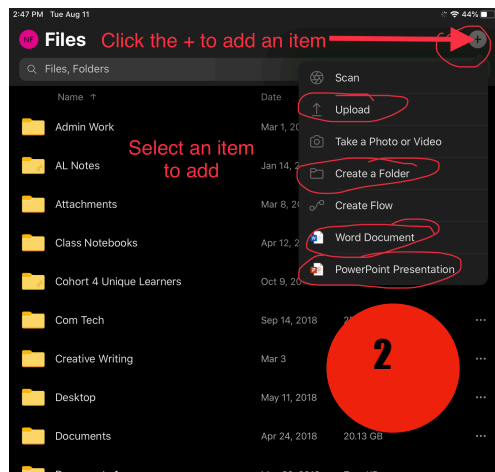 2:47 PM Tue Aug 11
44%
NF Files Click the + to add an item
Files, Folders
Name ↑ Date
Scan
Upload
Take a Photo or Video
Create a Folder
Create Flow
Word Document
PowerPoint Presentation
Select an item
to add
Admin Work Mar 1, 20
AL Notes Jan 14, 2
Attachments Mar 8, 20
Class Notebooks Apr 12, 2
Cohort 4 Unique Learners Oct 9, 20
Com Tech Sep 14, 2018
Creative Writing Mar 3
Desktop May 11, 2018
Documents Apr 24, 2018 20.13 GB
2